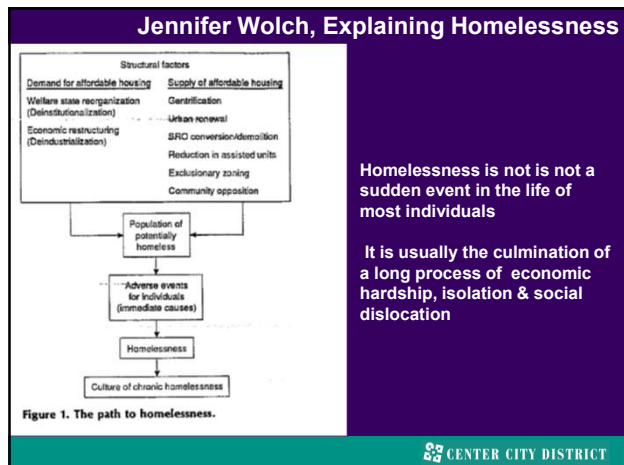 Jennifer Wolch, Explaining Homelessness
Structural factors
Demand for affordable housing
Welfare state reorganization
(Deinstitutionalization)
Economic restructuring
(Deindustrialization)
Supply of affordable housing
Gentrification
Urban renewal
SRO conversion/demolition
Reduction in assisted units
Exclusionary zoning
Community opposition
Population of
potentially
homeless
Adverse events
for individuals
(immediate causes)
Homelessness
Culture of chronic homelessness
Figure 1. The path to homelessness.
Homelessness is not is not a
sudden event in the life of
most individuals
It is usually the culmination of
a long process of economic
hardship, isolation & social
dislocation
CENTER CITY DISTRICT